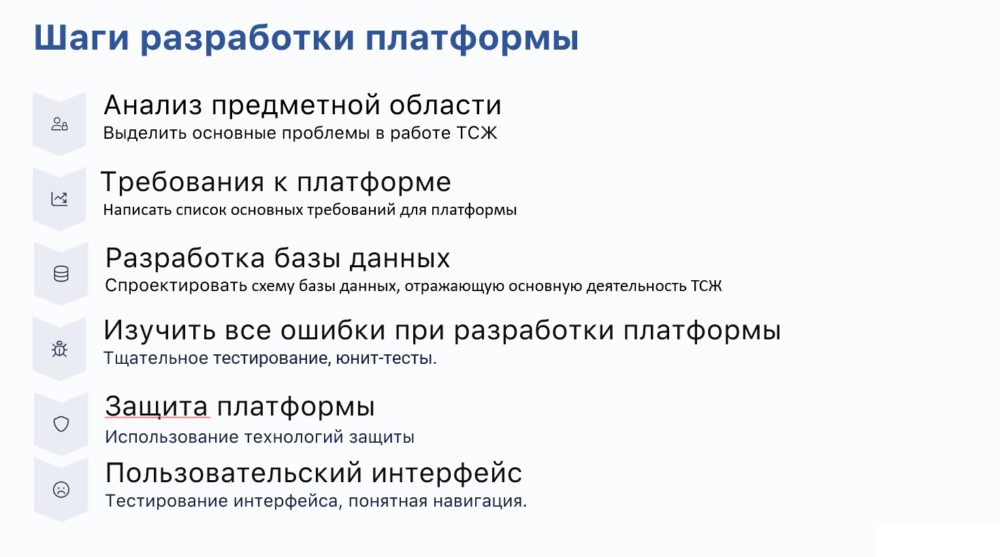 Шаги разработки платформы
Анализ предметной области
Выделить основные проблемы в работе ТСЖ
Требования к платформе
Написать список основных требований для платформы
Разработка базы данных
Спроектировать схему базы данных, отражающую основную деятельность ТСЖ
Изучить все ошибки при разработки платформы
Тщательное тестирование, юнит-тесты.
Защита платформы
Использование технологий защиты
Пользовательский интерфейс
Тестирование интерфейса, понятная навигация.